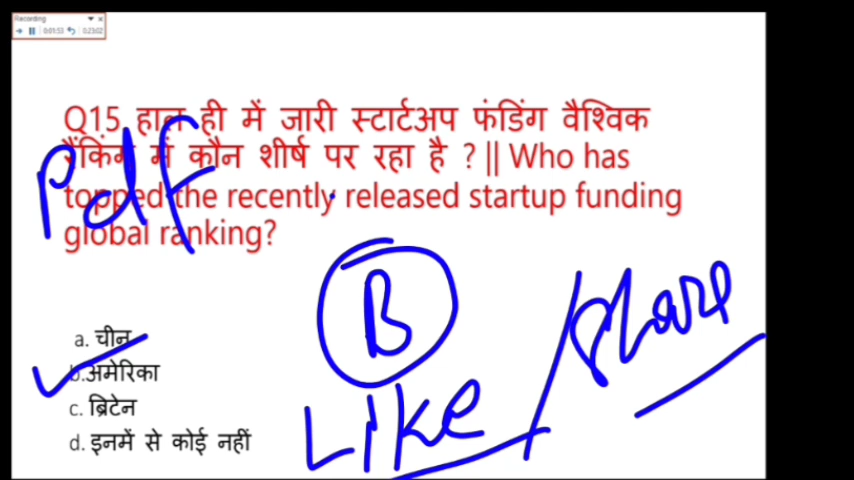 Recording
0:01:53 0:23:02
Q15 हाल ही में जारी स्टार्टअप फंडिंग वैश्विक
रैंकिंग में कौन शीर्ष पर रहा है ? || Who has
topped the recently released startup funding
global ranking?
Pdf
B
a. चीन
b.अमेरिका
c. ब्रिटेन
d. इनमें से कोई नहीं
Like/Share